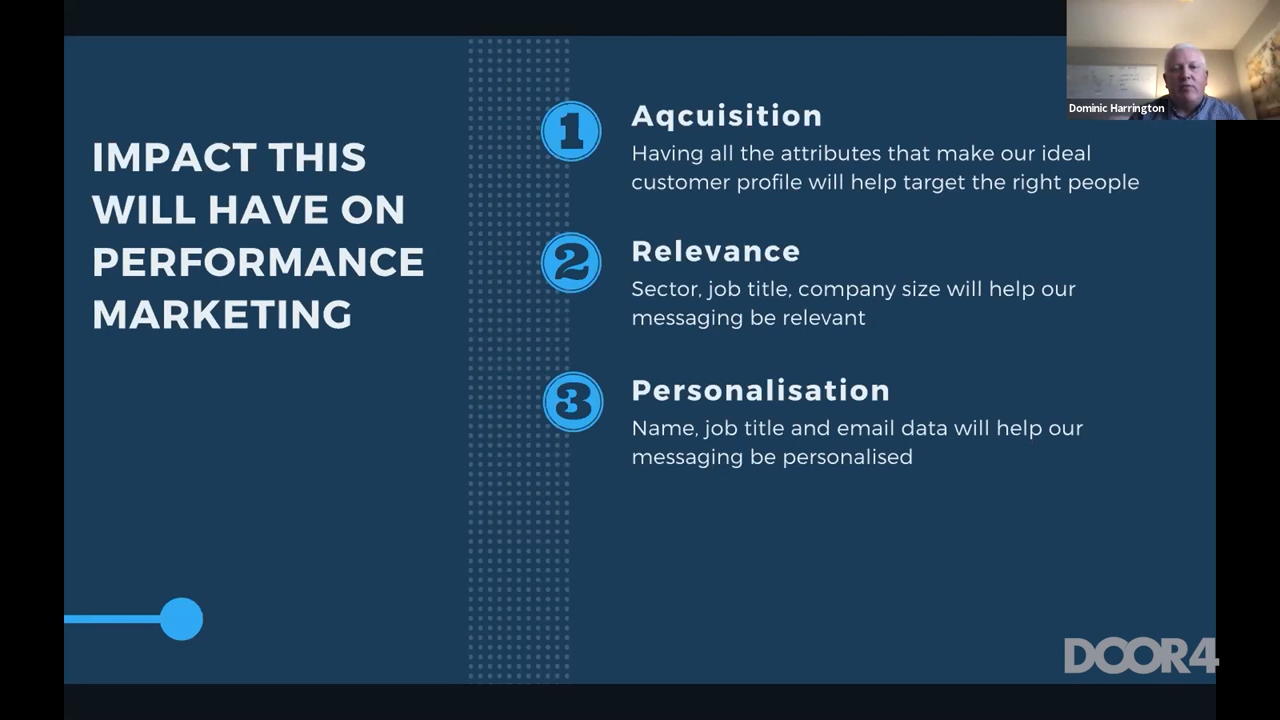 IMPACT THIS
WILL HAVE ON
PERFORMANCE
MARKETING
1
Aqcuisition
Having all the attributes that make our ideal
customer profile will help target the right people
2
Relevance
Sector, job title, company size will help our
messaging be relevant
3
Personalisation
Name, job title and email data will help our
messaging be personalised
Dominic Harrington
DOOR4